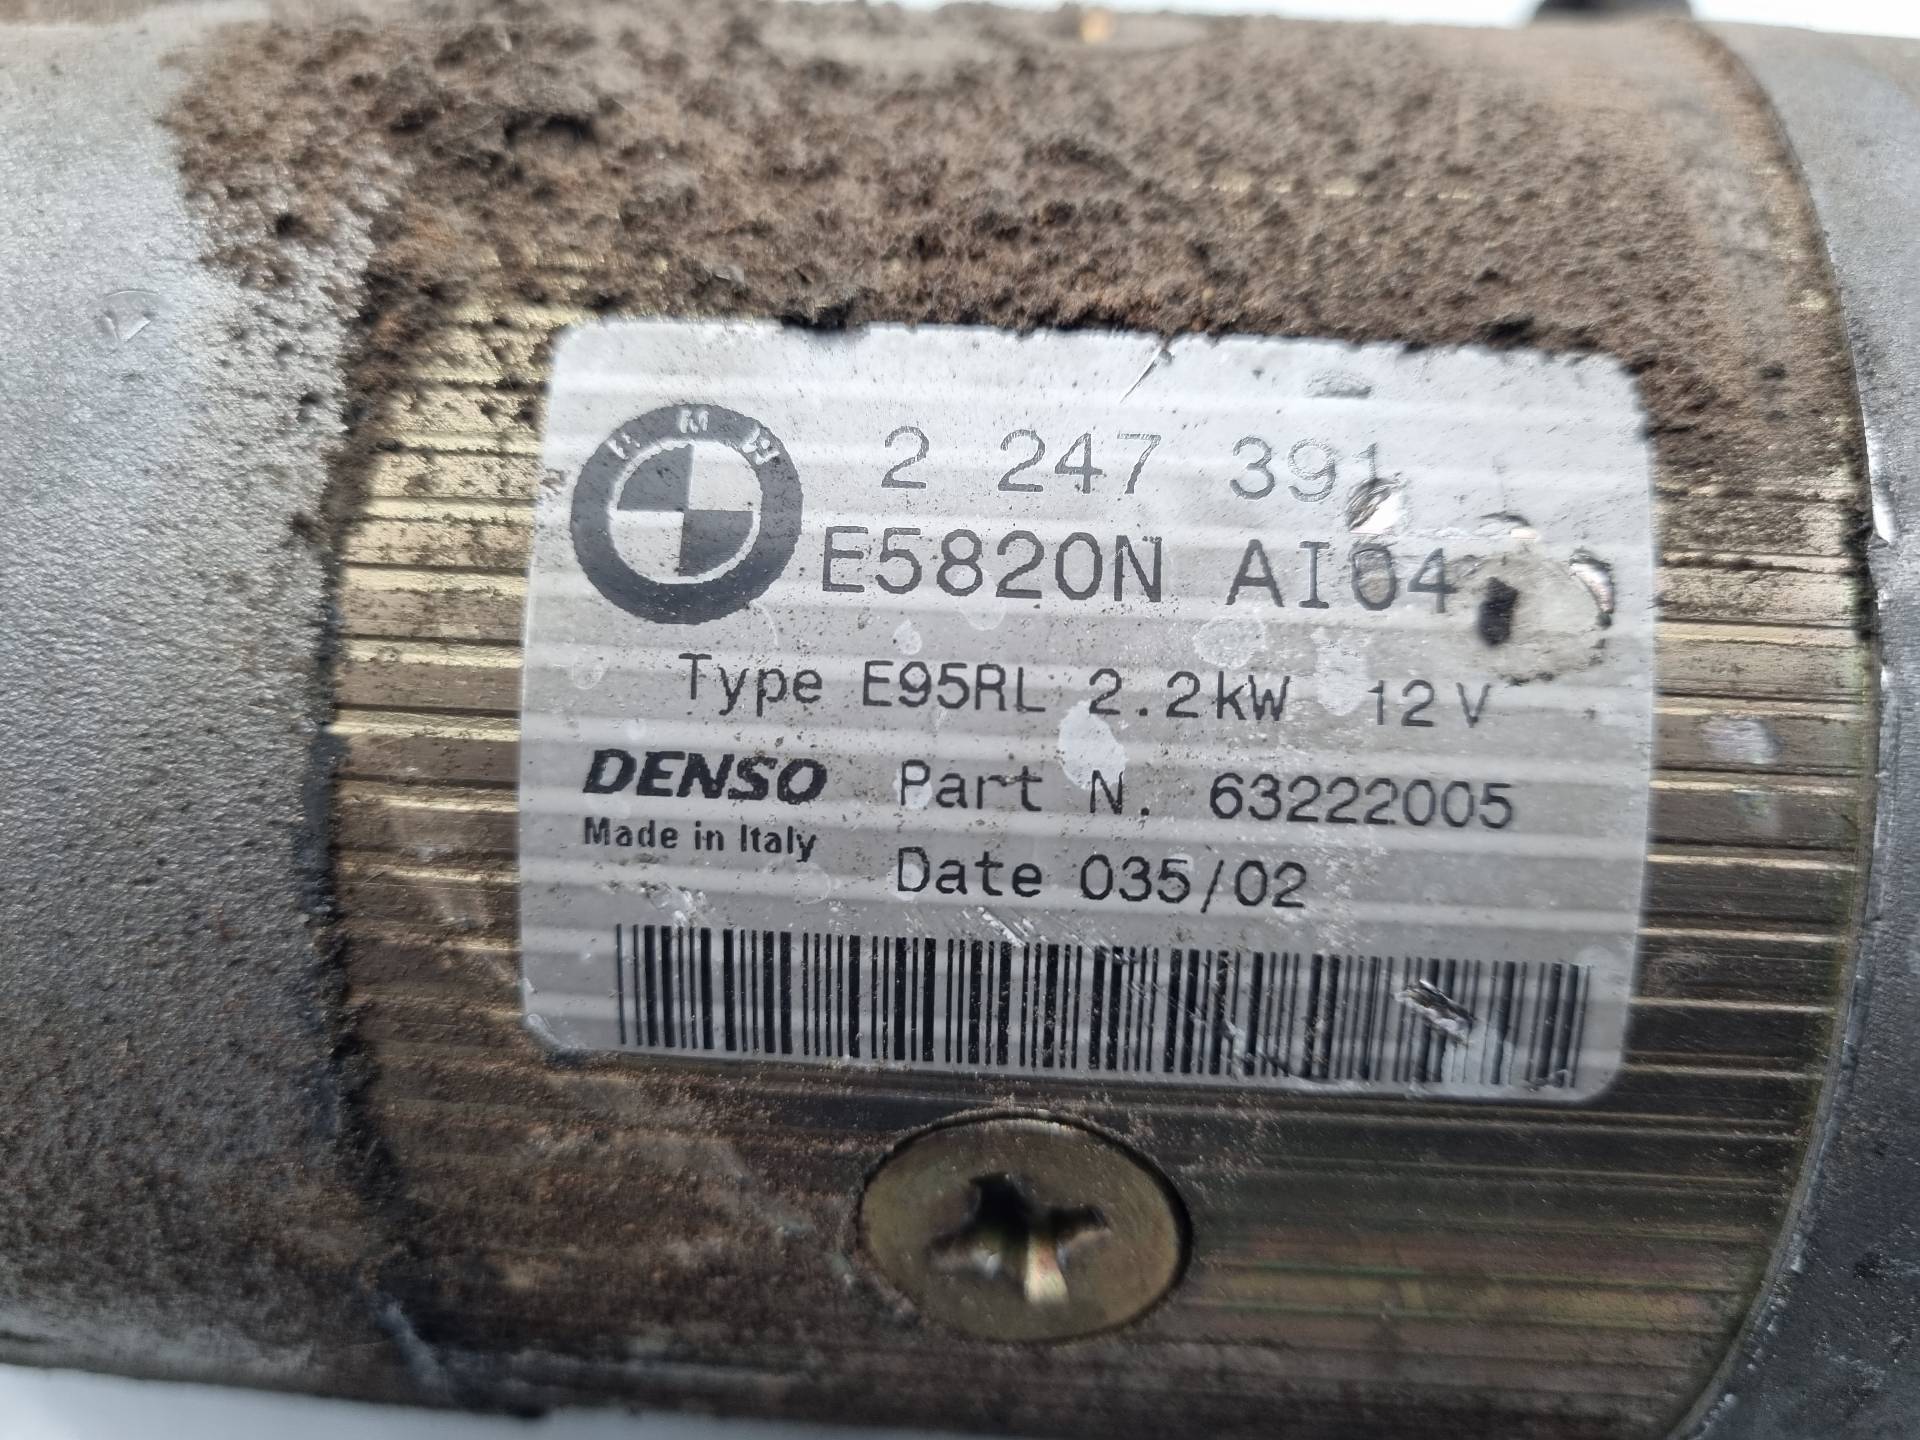 BMW
2 247 391
E5820N AI04
Type E95RL 2.2kW 12V
DENSO Part N. 63222005
Made in Italy
Date 035/02